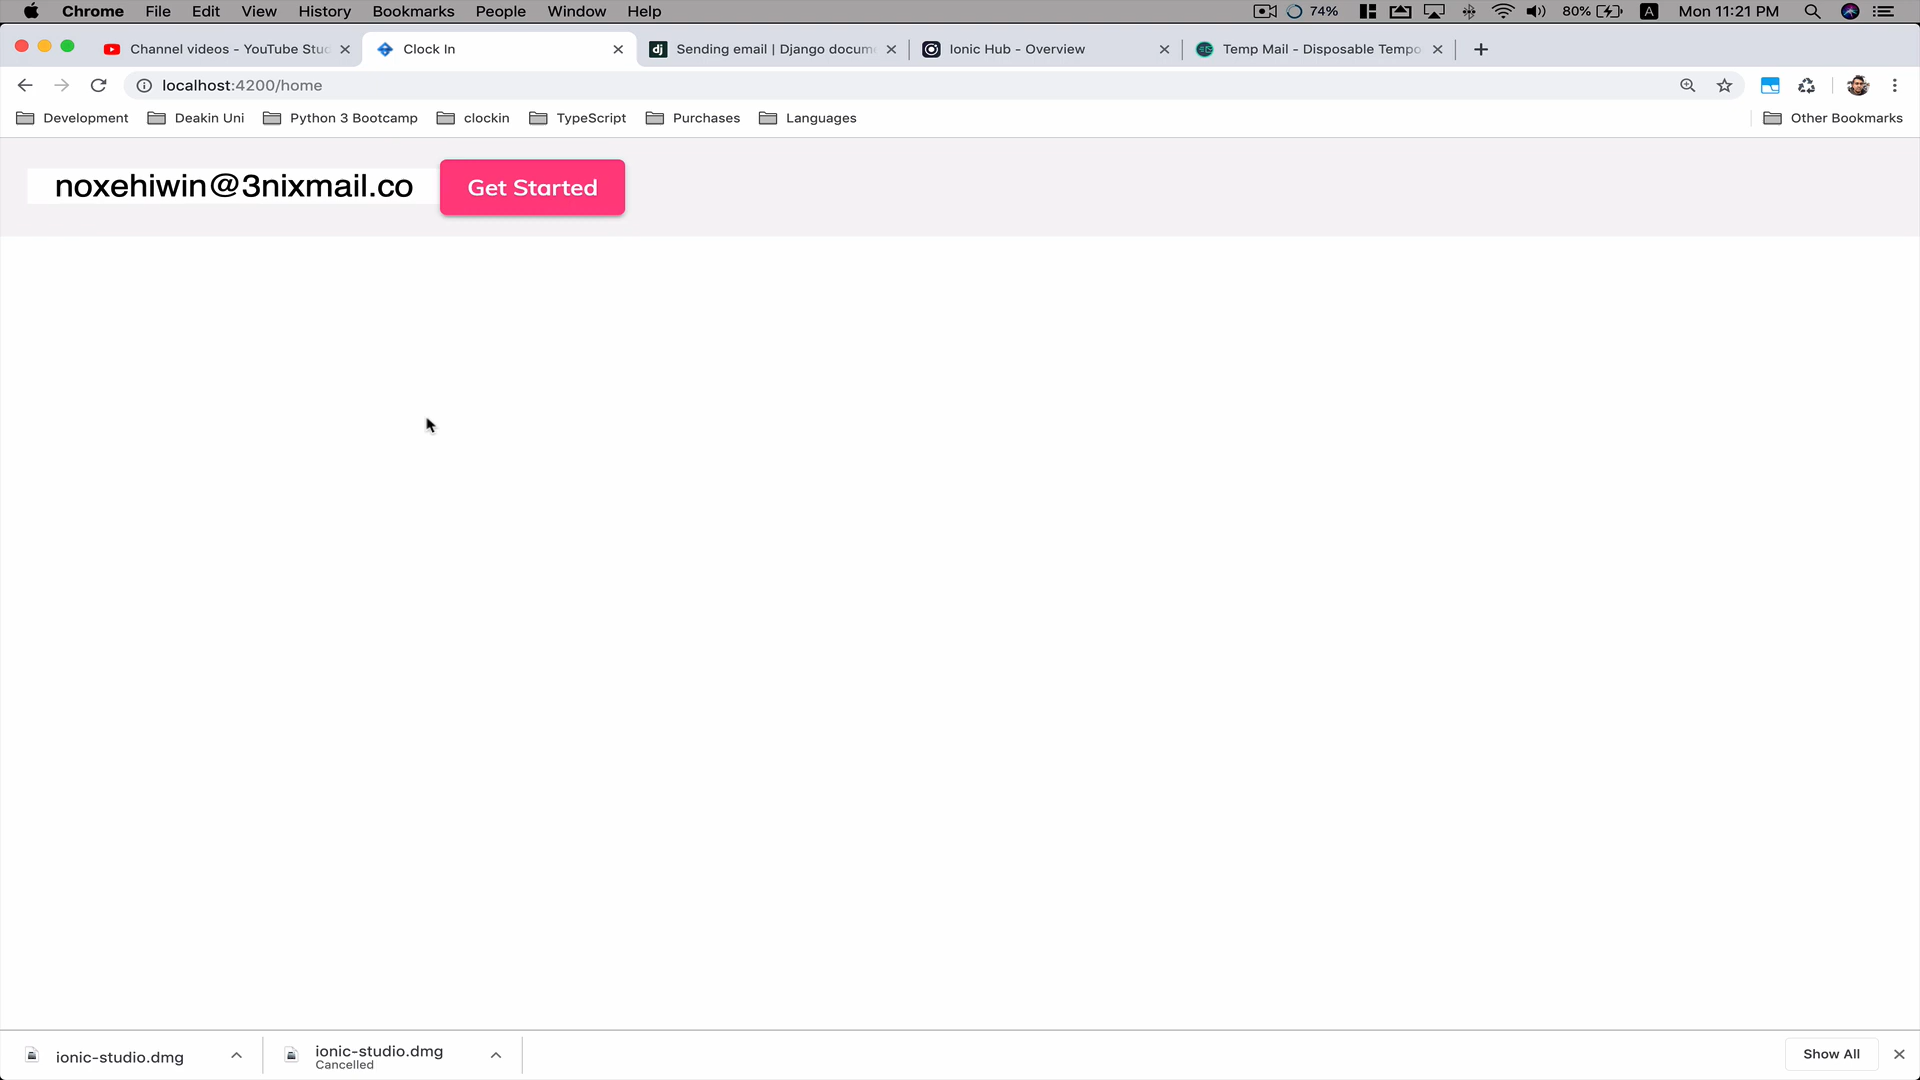 Chrome File Edit View History Bookmarks People Window Help 74% 80% A Mon 11:21 PM
Channel videos - YouTube Stu Clock In dj Sending email | Django docum Ionic Hub - Overview Temp Mail - Disposable Tempo
localhost:4200/home
Development Deakin Uni Python 3 Bootcamp clockin TypeScript Purchases Languages Other Bookmarks
noxehiwin@3nixmail.co Get Started
ionic-studio.dmg ionic-studio.dmg Show All
Cancelled